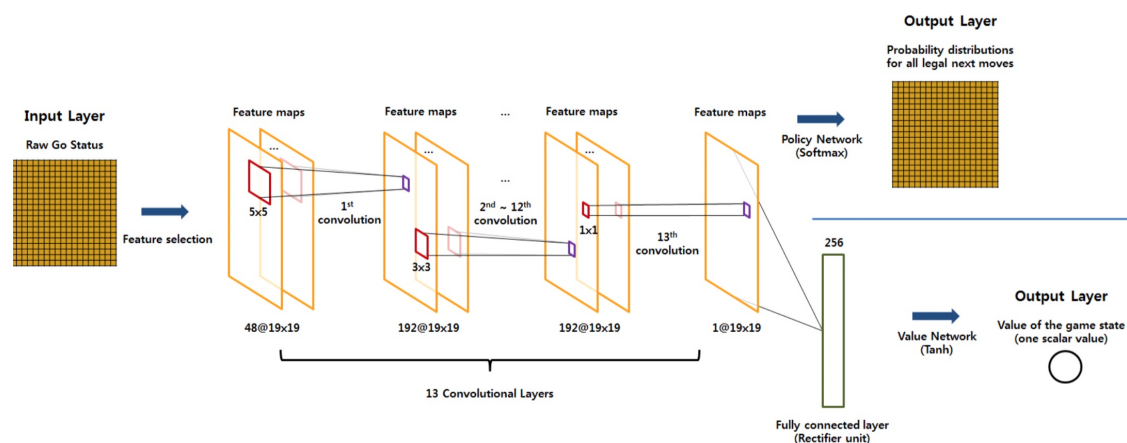 Input Layer
Raw Go Status
Feature selection
Feature maps
...
5x5
48@19x19
1st
convolution
Feature maps
...
3x3
192@19x19
...
...
2nd ~ 12th
convolution
Feature maps
...
1x1
192@19x19
13th
convolution
Feature maps
1@19x19
13 Convolutional Layers
Policy Network
(Softmax)
Output Layer
Probability distributions
for all legal next moves
256
Fully connected layer
(Rectifier unit)
Value Network
(Tanh)
Output Layer
Value of the game state
(one scalar value)